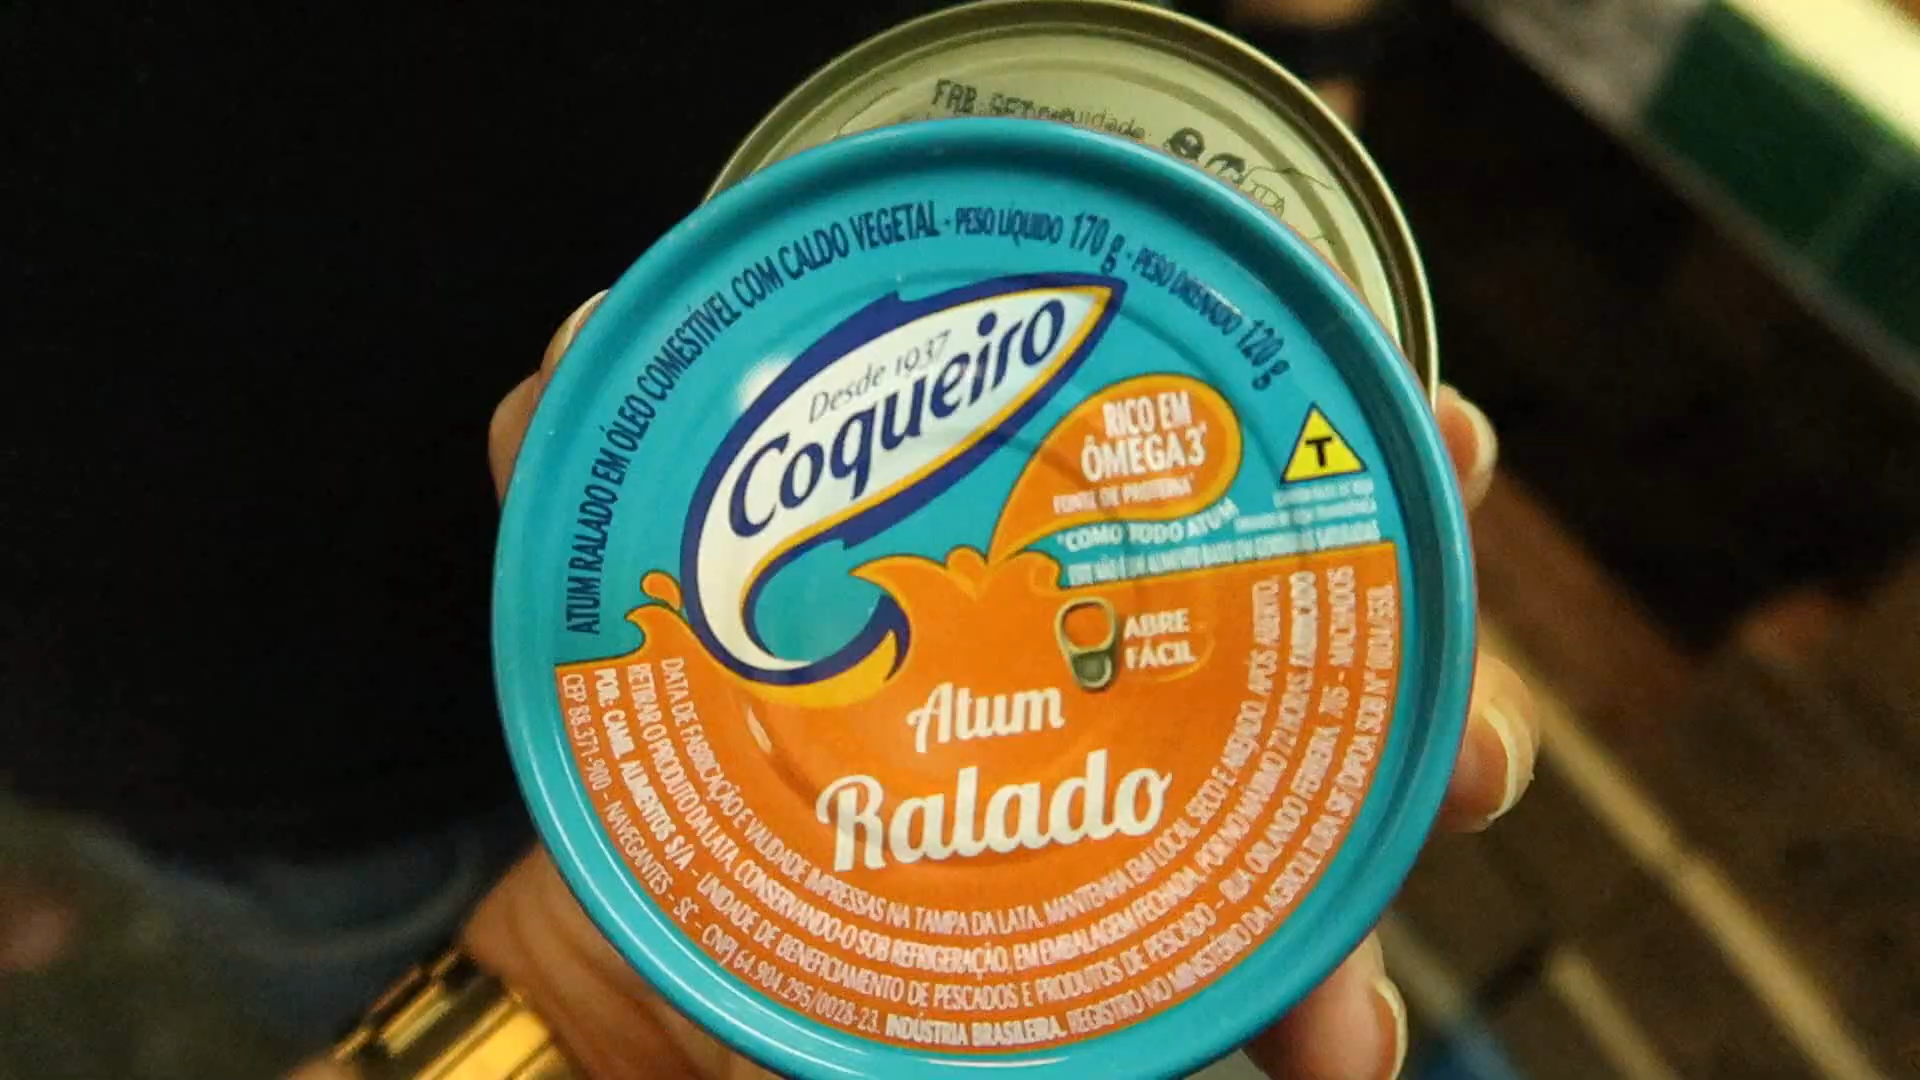 FAB
ATUM RALADO EM ÓLEO COMESTÍVEL COM CALDO VEGETAL - PESO LÍQUIDO 170 g - PESO DRENADO 120 g
Desde 1937
Coqueiro
RICO EM
ÔMEGA 3*
FONTE DE PROTEÍNA*
T
*COMO TODO ATUM
ABRE
FÁCIL
Atum
Ralado
DATA DE FABRICAÇÃO E VALIDADE IMPRESSAS NA TAMPA DA LATA. MANTENHA EM LOCAL SECO E AREJADO. APÓS ABERTO,
RETIRAR O PRODUTO DA LATA, CONSERVANDO-O SOB REFRIGERAÇÃO, EM EMBALAGEM FECHADA, POR NO MÁXIMO 72 HORAS. FABRICADO
POR: CAMIL ALIMENTOS S/A - UNIDADE DE BENEFICIAMENTO DE PESCADOS E PRODUTOS DE PESCADO - RUA ORLANDO FERREIRA, - MACHADOS
CEP 88.371-900 - NAVEGANTES - SC - CNPJ 64.904.295/0028-23. INDÚSTRIA BRASILEIRA. REGISTRO NO MINISTÉRIO DA AGRICULTURA SIF/DIPOA SOB Nº